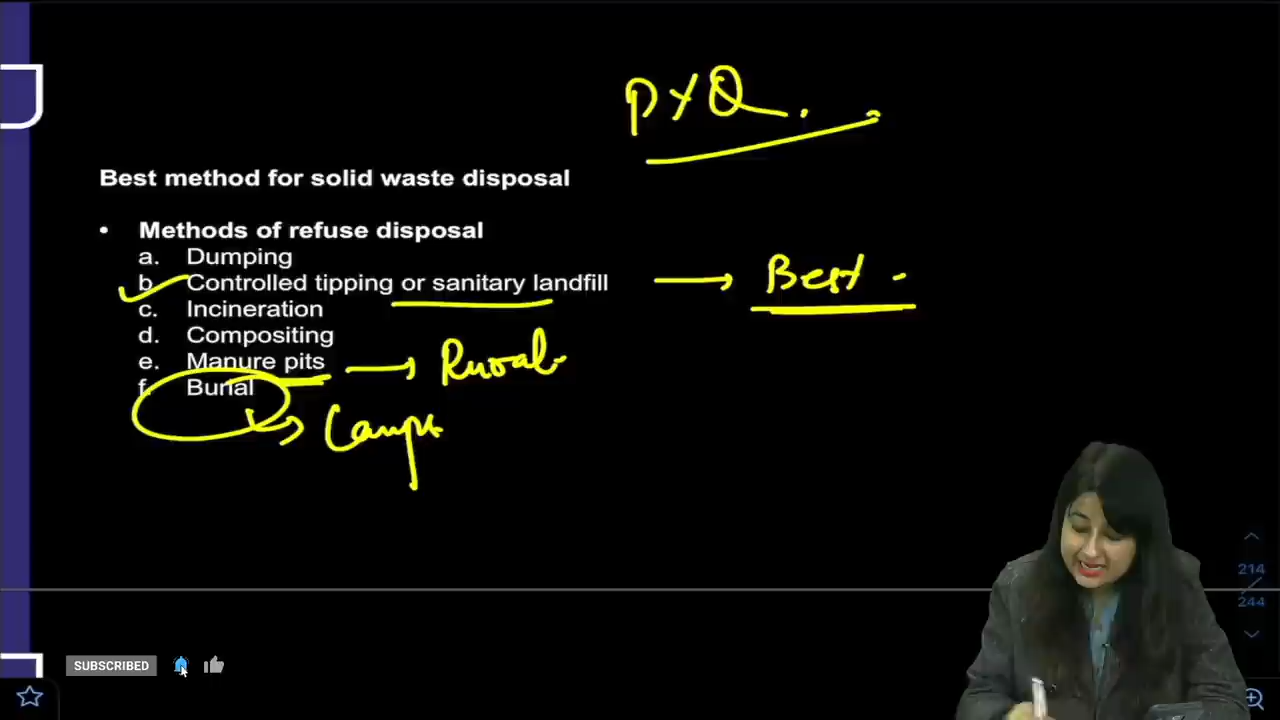 PYQ.
Best method for solid waste disposal
• Methods of refuse disposal
a. Dumping
b. Controlled tipping or sanitary landfill → Best
c. Incineration
d. Compositing
e. Manure pits → Rural
f. Burial
214
244
SUBSCRIBED